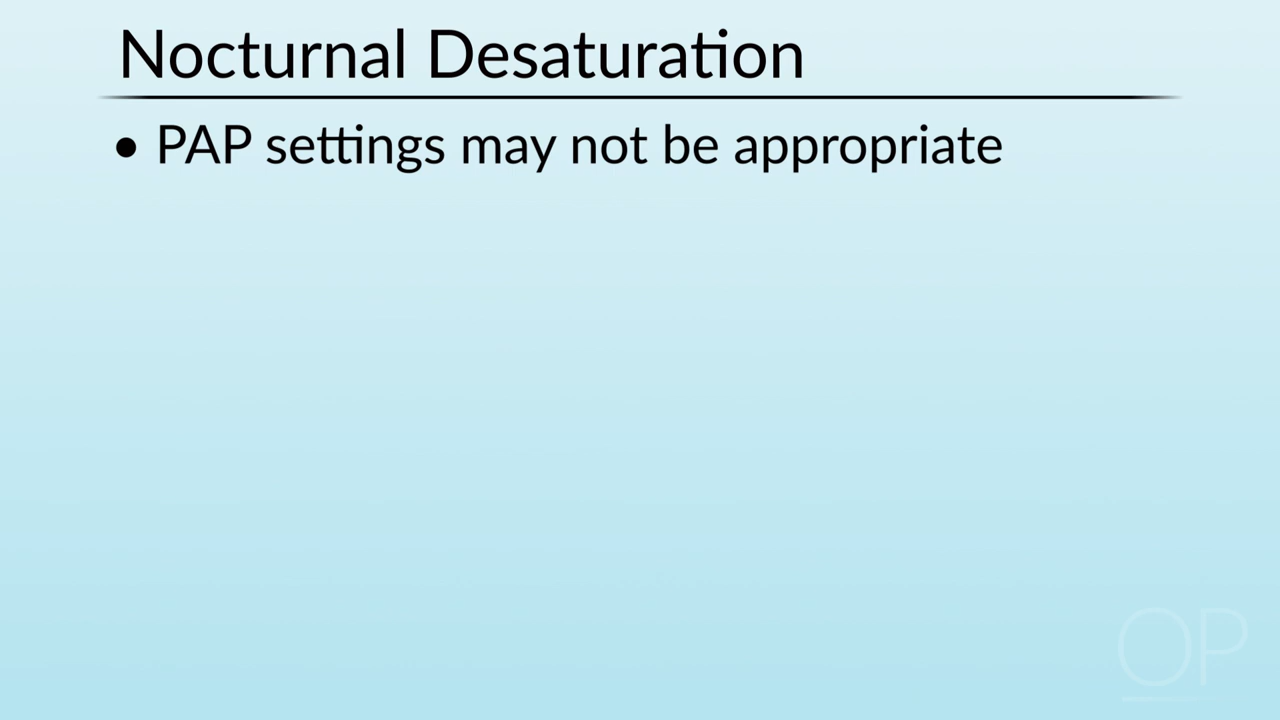 Nocturnal Desaturation
• PAP settings may not be appropriate
OP